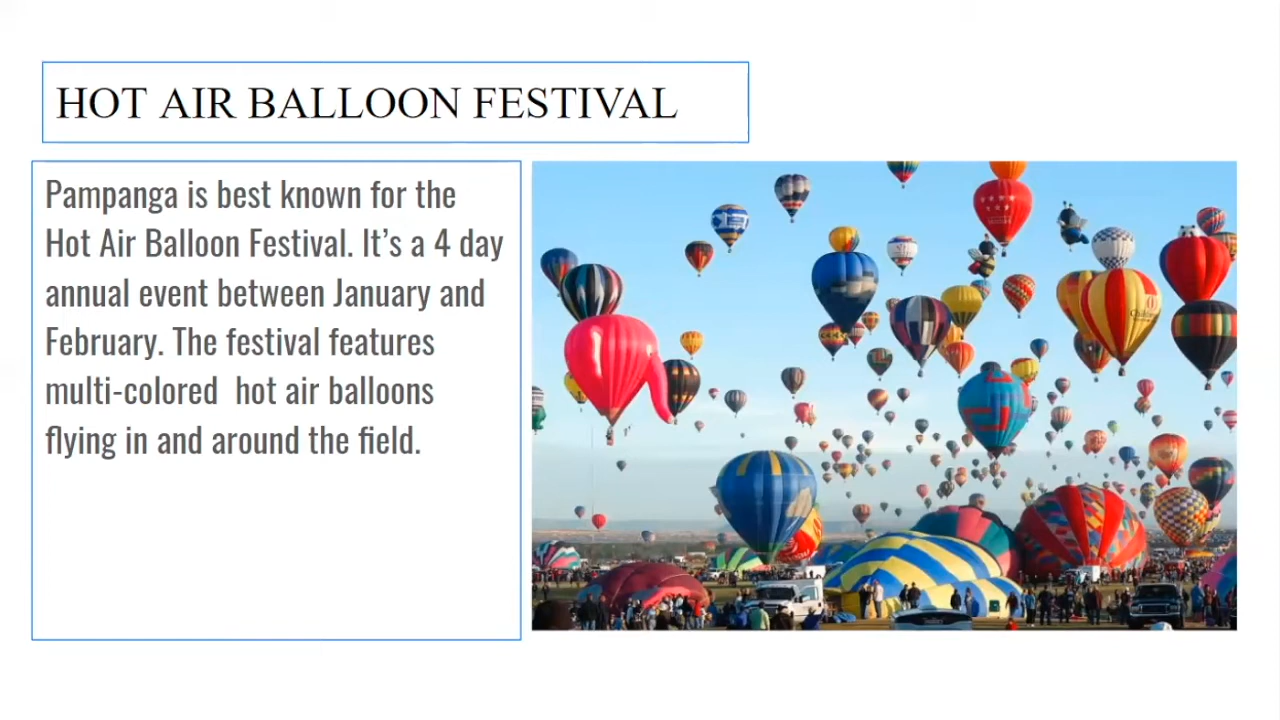 HOT AIR BALLOON FESTIVAL
Pampanga is best known for the
Hot Air Balloon Festival. It's a 4 day
annual event between January and
February. The festival features
multi-colored  hot air balloons
flying in and around the field.